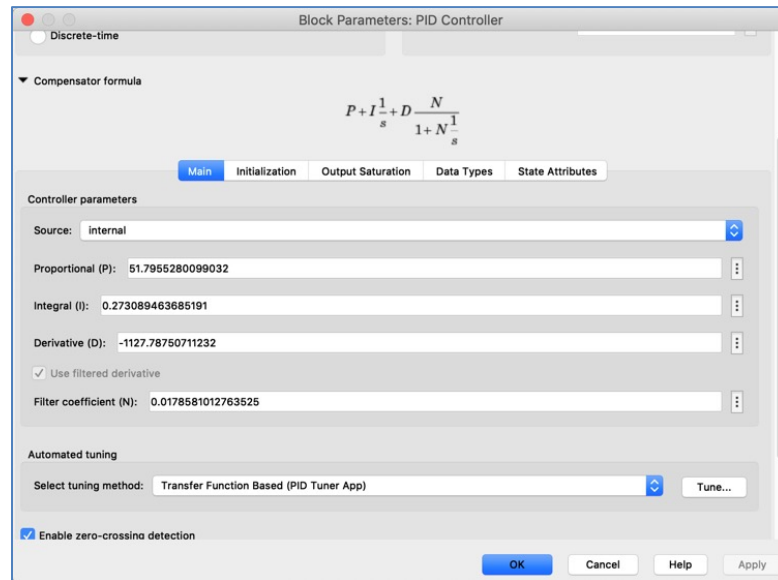 Block Parameters: PID Controller
Discrete-time
Compensator formula
P + I 1/s + D N/(1 + N 1/s)
Main Initialization Output Saturation Data Types State Attributes
Controller parameters
Source: internal
Proportional (P): 51.7955280099032
Integral (I): 0.273089463685191
Derivative (D): -1127.78750711232
Use filtered derivative
Filter coefficient (N): 0.0178581012763525
Automated tuning
Select tuning method: Transfer Function Based (PID Tuner App) Tune...
Enable zero-crossing detection
OK Cancel Help Apply